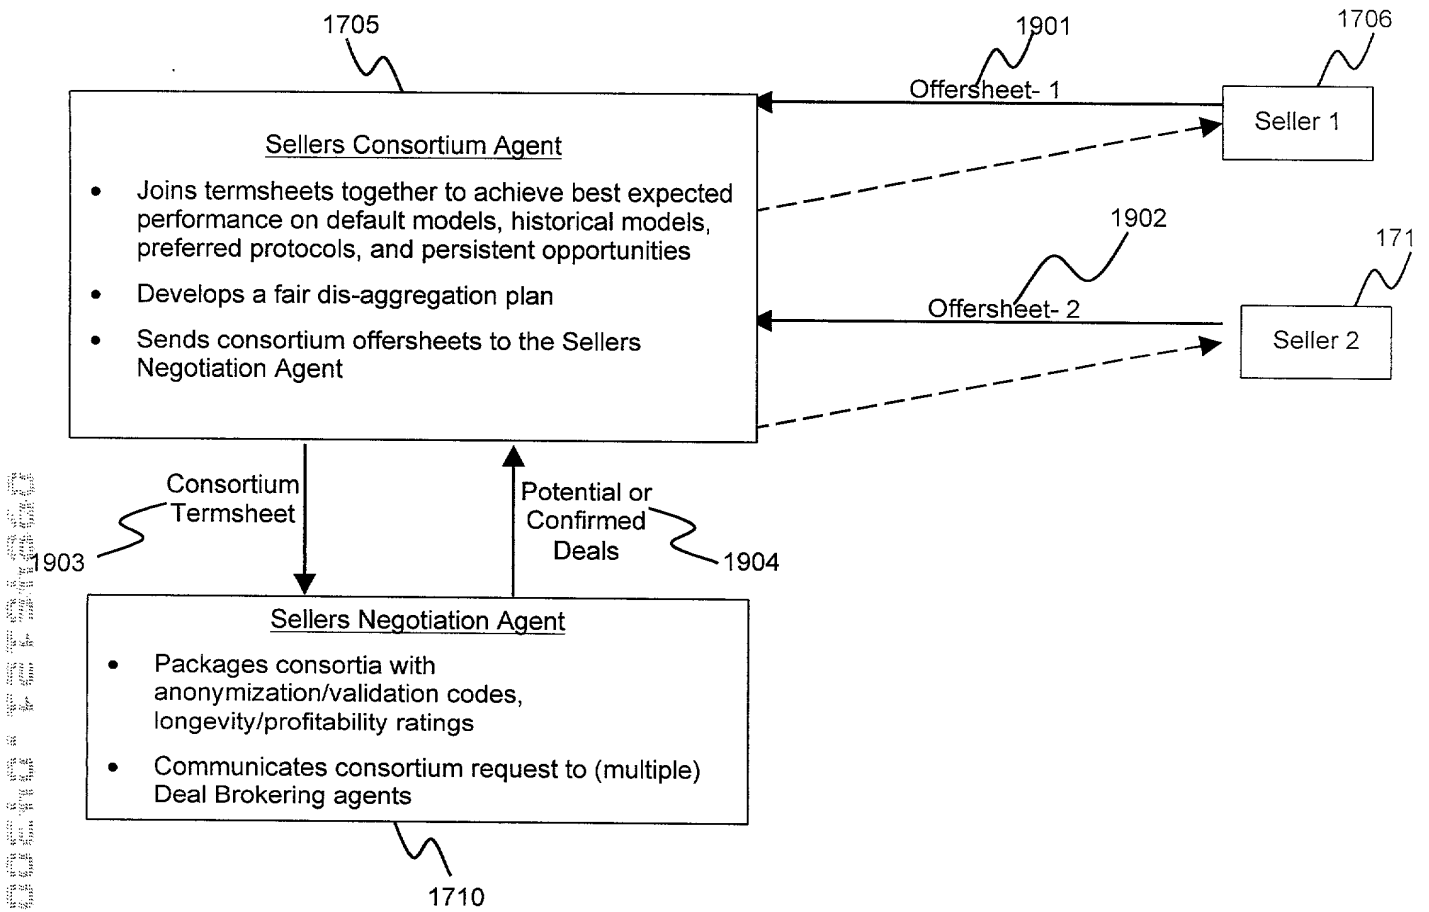 1705
1901
1706
Offersheet- 1
Seller 1
Sellers Consortium Agent
• Joins termsheets together to achieve best expected
performance on default models, historical models,
preferred protocols, and persistent opportunities
• Develops a fair dis-aggregation plan
• Sends consortium offersheets to the Sellers
Negotiation Agent
1902
171
Offersheet- 2
Seller 2
Consortium
Termsheet
Potential or
Confirmed
Deals
1903
1904
Sellers Negotiation Agent
• Packages consortia with
anonymization/validation codes,
longevity/profitability ratings
• Communicates consortium request to (multiple)
Deal Brokering agents
1710